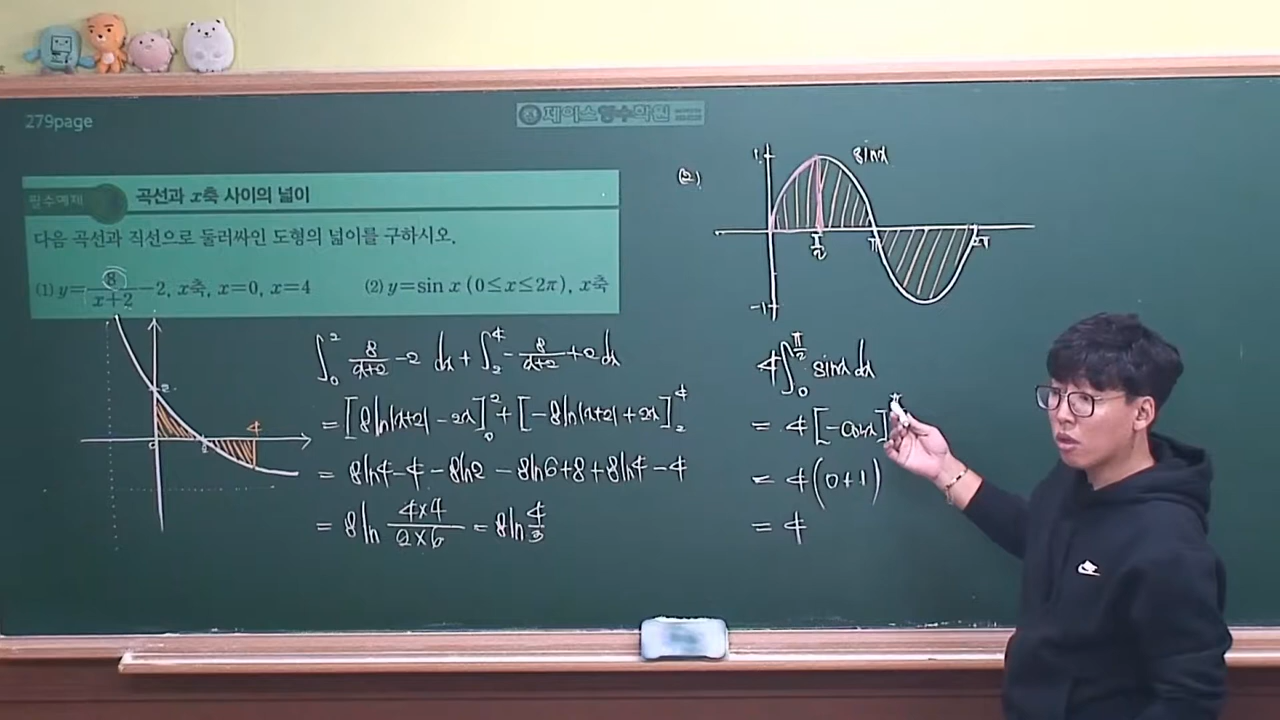 279page
제이스영수학원
필수예제 곡선과 x축 사이의 넓이
다음 곡선과 직선으로 둘러싸인 도형의 넓이를 구하시오.
(1) y=8/(x+2)-2, x축, x=0, x=4 (2) y=sin x (0≤x≤2π), x축
2
0
2
4
∫₀² 8/(x+2) -2 dx + ∫₂⁴ -8/(x+2) +2 dx
= [8ln|x+2| -2x]₀² + [-8ln|x+2| +2x]₂⁴
= 8ln4-4-8ln2-8ln6+8+8ln4-4
= 8ln (4×4)/(2×6) = 8ln 4/3
(2)
sinx
1
π/2
π
2π
-1
4∫₀^(π/2) sinx dx
= 4[-cosx]
= 4(0+1)
= 4